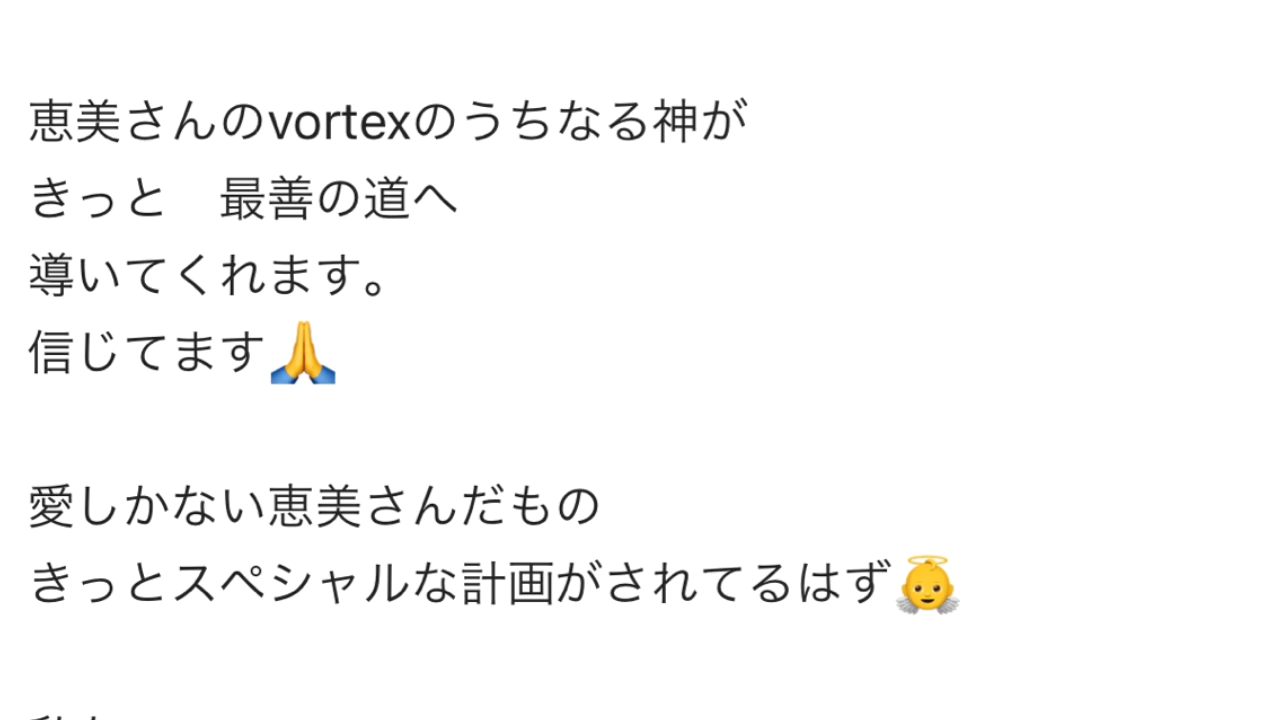 恵美さんのvortexのうちなる神が
きっと　最善の道へ
導いてくれます。
信じてます🙏
愛しかない恵美さんだもの
きっとスペシャルな計画がされてるはず👼